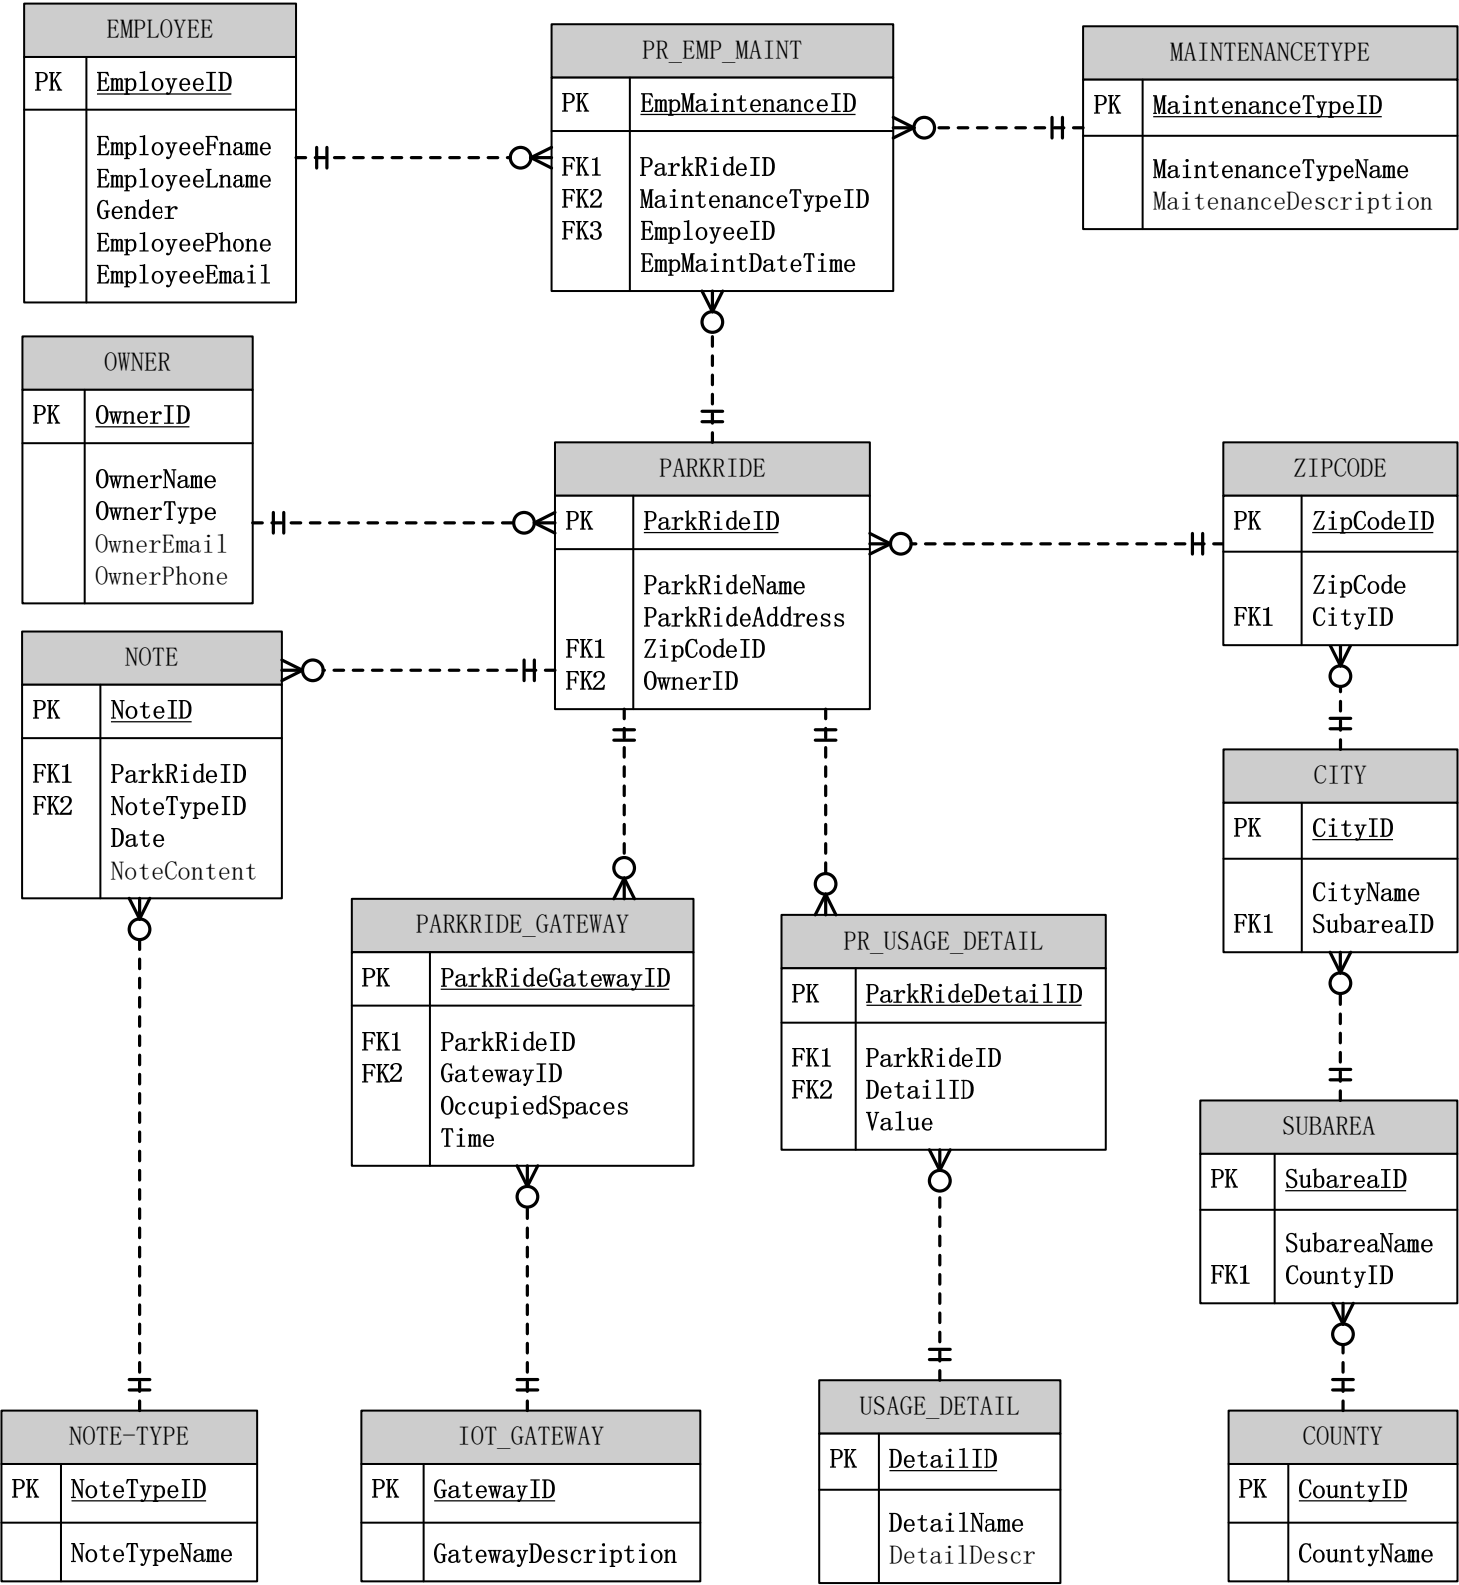 EMPLOYEE
PK EmployeeID
EmployeeFname
EmployeeLname
Gender
EmployeePhone
EmployeeEmail
PR_EMP_MAINT
PK EmpMaintenanceID
FK1 ParkRideID
FK2 MaintenanceTypeID
FK3 EmployeeID
EmpMaintDateTime
MAINTENANCETYPE
PK MaintenanceTypeID
MaintenanceTypeName
MaitenanceDescription
OWNER
PK OwnerID
OwnerName
OwnerType
OwnerEmail
OwnerPhone
PARKRIDE
PK ParkRideID
ParkRideName
ParkRideAddress
FK1 ZipCodeID
FK2 OwnerID
ZIPCODE
PK ZipCodeID
ZipCode
FK1 CityID
NOTE
PK NoteID
FK1 ParkRideID
FK2 NoteTypeID
Date
NoteContent
CITY
PK CityID
CityName
FK1 SubareaID
PARKRIDE_GATEWAY
PK ParkRideGatewayID
FK1 ParkRideID
FK2 GatewayID
OccupiedSpaces
Time
PR_USAGE_DETAIL
PK ParkRideDetailID
FK1 ParkRideID
FK2 DetailID
Value
SUBAREA
PK SubareaID
SubareaName
FK1 CountyID
NOTE-TYPE
PK NoteTypeID
NoteTypeName
IOT_GATEWAY
PK GatewayID
GatewayDescription
USAGE_DETAIL
PK DetailID
DetailName
DetailDescr
COUNTY
PK CountyID
CountyName